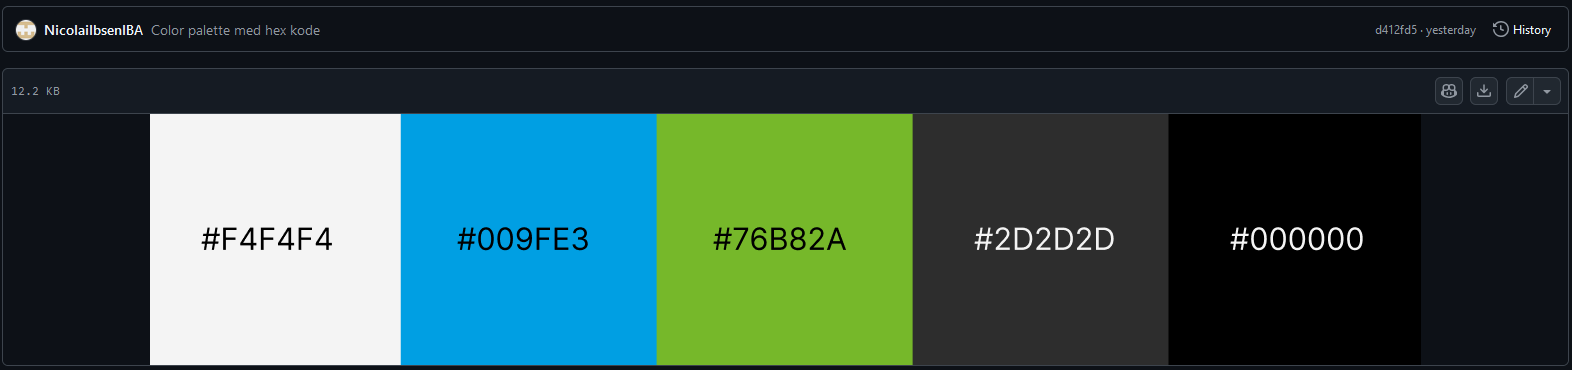 NicolaiIbsenIBA Color palette med hex kode d412fd5 · yesterday History
12.2 KB
#F4F4F4 #009FE3 #76B82A #2D2D2D #000000